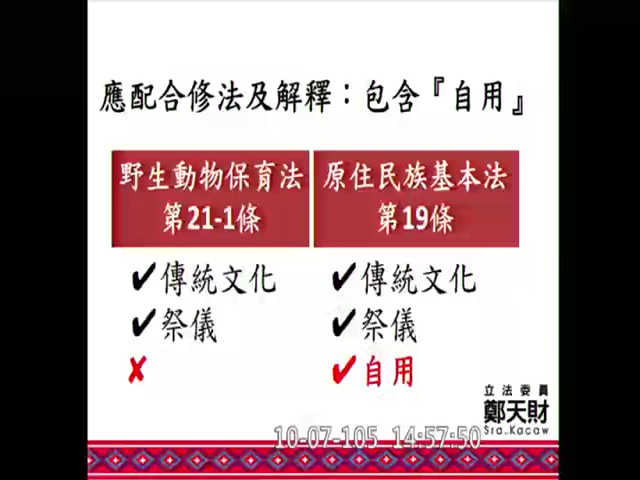 應配合修法及解釋：包含『自用』
野生動物保育法
第21-1條
原住民族基本法
第19條
✔傳統文化
✔祭儀
✘
✔傳統文化
✔祭儀
✔自用
立法委員
鄭天財
Sra.Kacaw
10-07-105 14:57:50